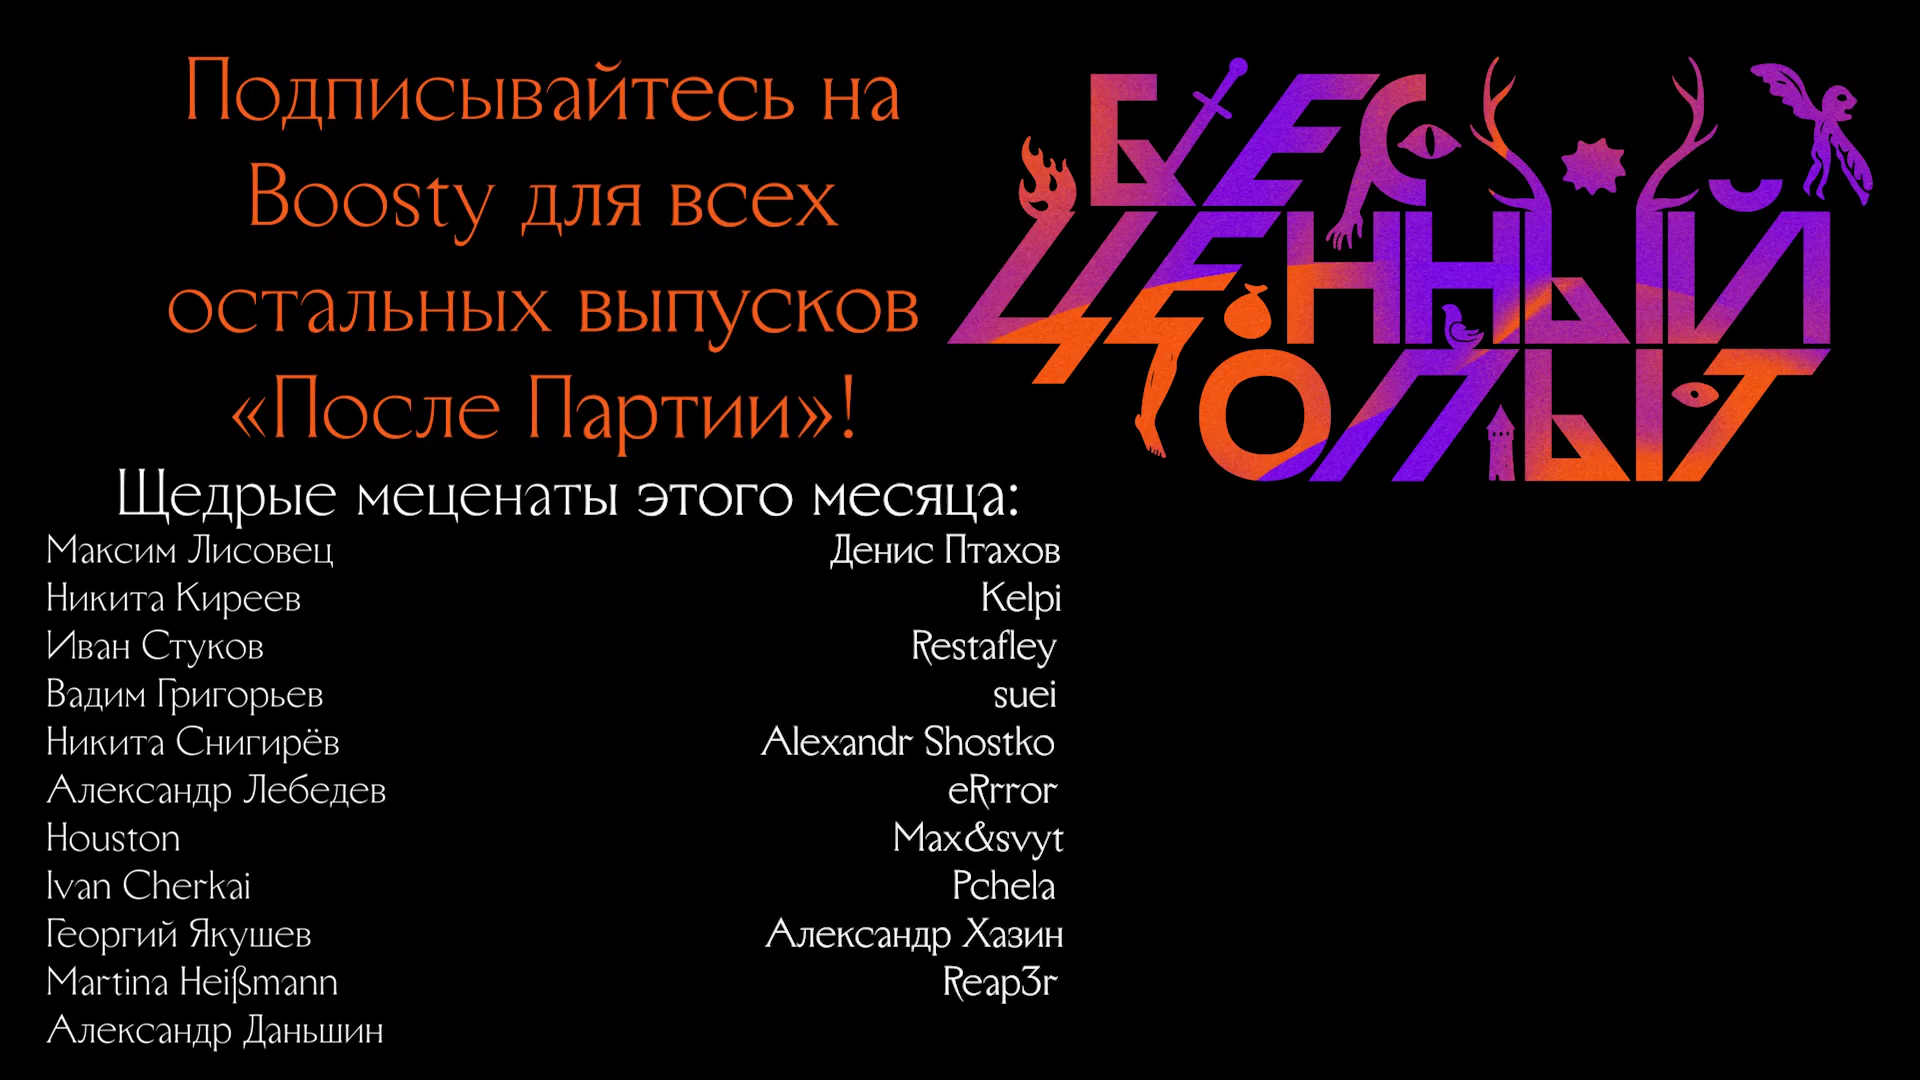 Подписывайтесь на
Boosty для всех
остальных выпусков
«После Партии»!
БЕС
ЦЕННЫЙ
ОПЫТ
Щедрые меценаты этого месяца:
Максим Лисовец
Никита Киреев
Иван Стуков
Вадим Григорьев
Никита Снигирёв
Александр Лебедев
Houston
Ivan Cherkai
Георгий Якушев
Martina Heißmann
Александр Даньшин
Денис Птахов
Kelpi
Restafley
suei
Alexandr Shostko
eRrror
Max&svyt
Pchela
Александр Хазин
Reap3r